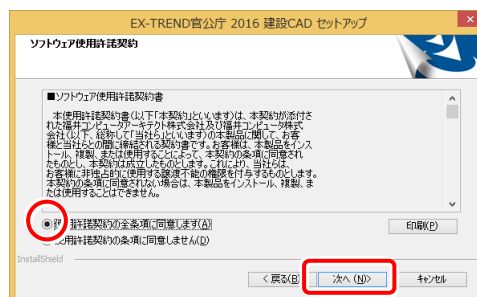 EX-TREND官公庁 2016 建設CAD セットアップ
ソフトウェア使用許諾契約
■ソフトウェア使用許諾契約書
本使用許諾契約書(以下「本契約」といいます)は、本契約が添付さ
れた福井コンピュータアーキテクト株式会社及び福井コンピュータ株式
会社(以下、総称して「当社ら」といいます)の本製品に関して、お客
様と当社らとの間に締結される契約書です。お客様は、本製品をインス
トール、複製、または使用することによって、本契約の条項に同意され
たものとし、本契約は成立したものとします。これにより、当社らは、
お客様に非独占的に使用する譲渡不能の権限を付与するものとします。
本契約の条項に同意されない場合は、本製品をインストール、複製、ま
たは使用することはできません。
許諾契約の全条項に同意します(A)
印刷(P)
使用許諾契約の条項に同意しません(D)
InstallShield
< 戻る(B)
次へ (N)>
キャンセル